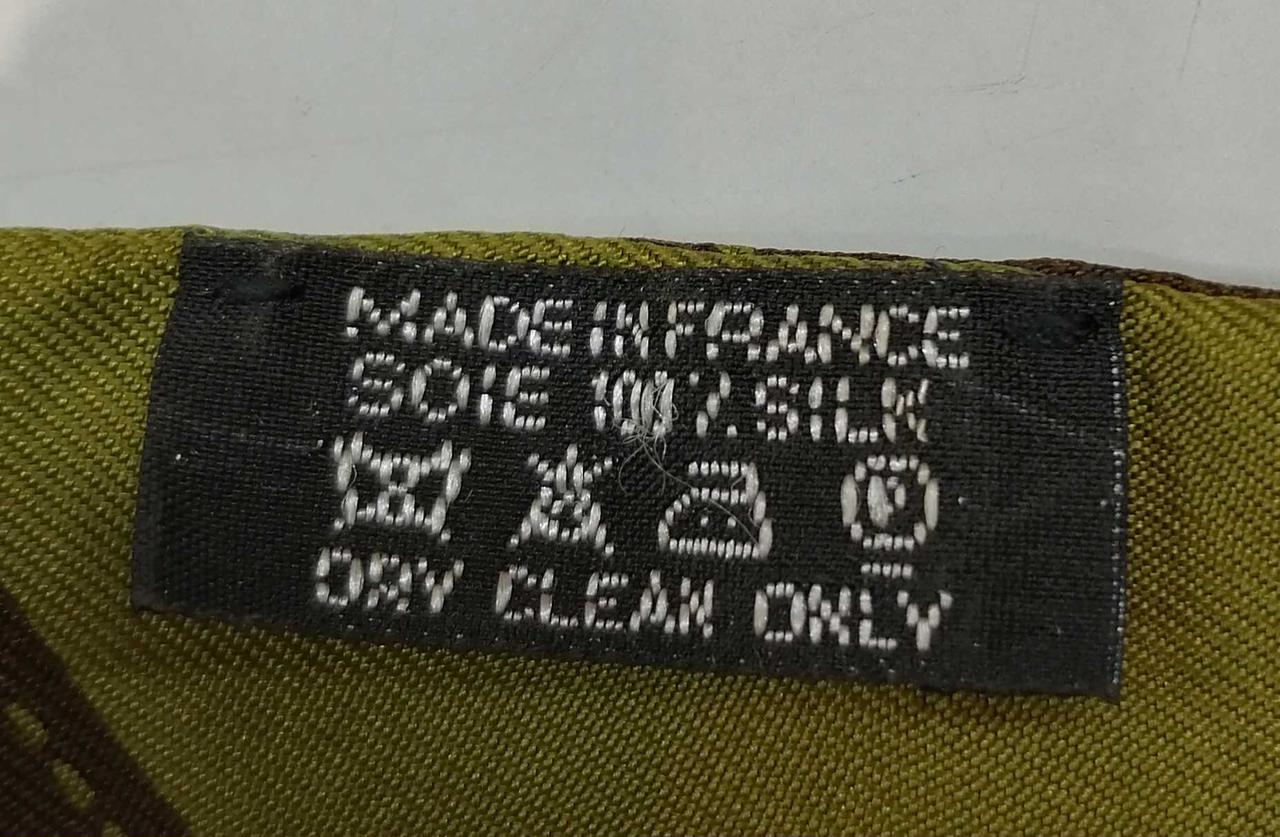 MADE IN FRANCE
SOIE 100% SILK
P
DRY CLEAN ONLY